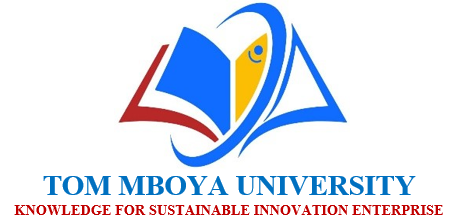 TOM MBOYA UNIVERSITY
KNOWLEDGE FOR SUSTAINABLE INNOVATION ENTERPRISE